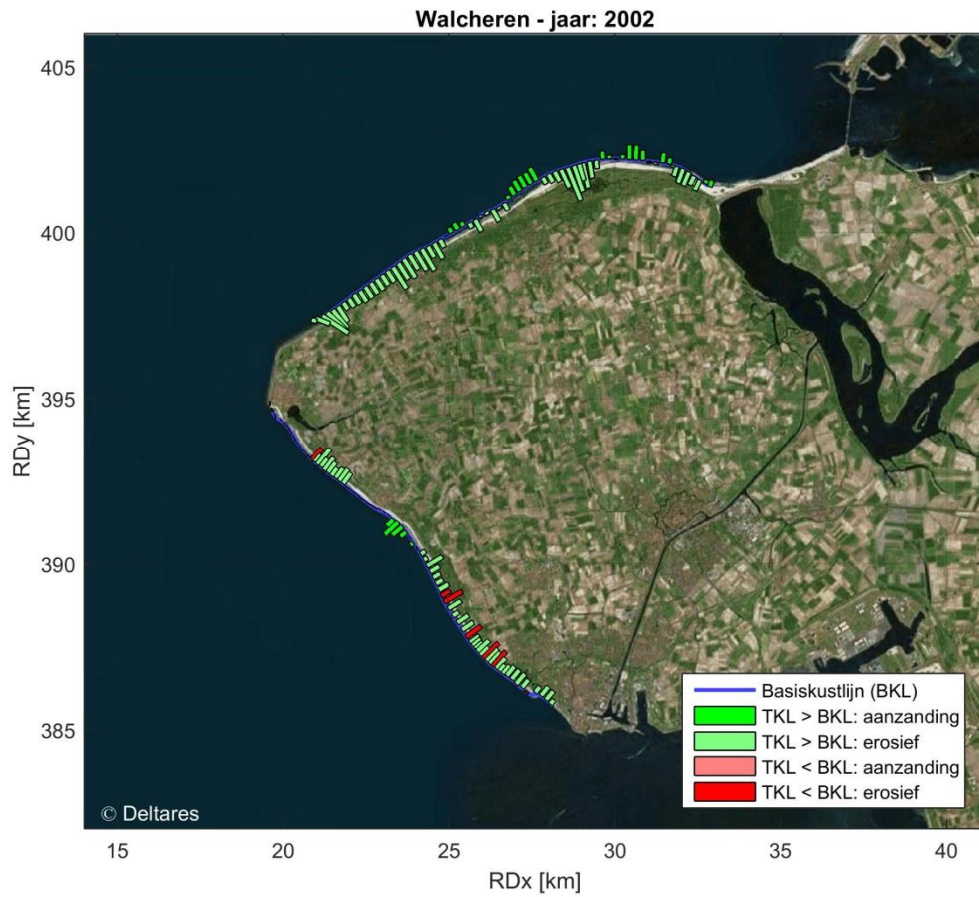 Walcheren - jaar: 2002
405
400
395
390
385
RDy [km]
Basiskustlijn (BKL)
TKL > BKL: aanzanding
TKL > BKL: erosief
TKL < BKL: aanzanding
TKL < BKL: erosief
© Deltares
15 20 25 30 35 40
RDx [km]